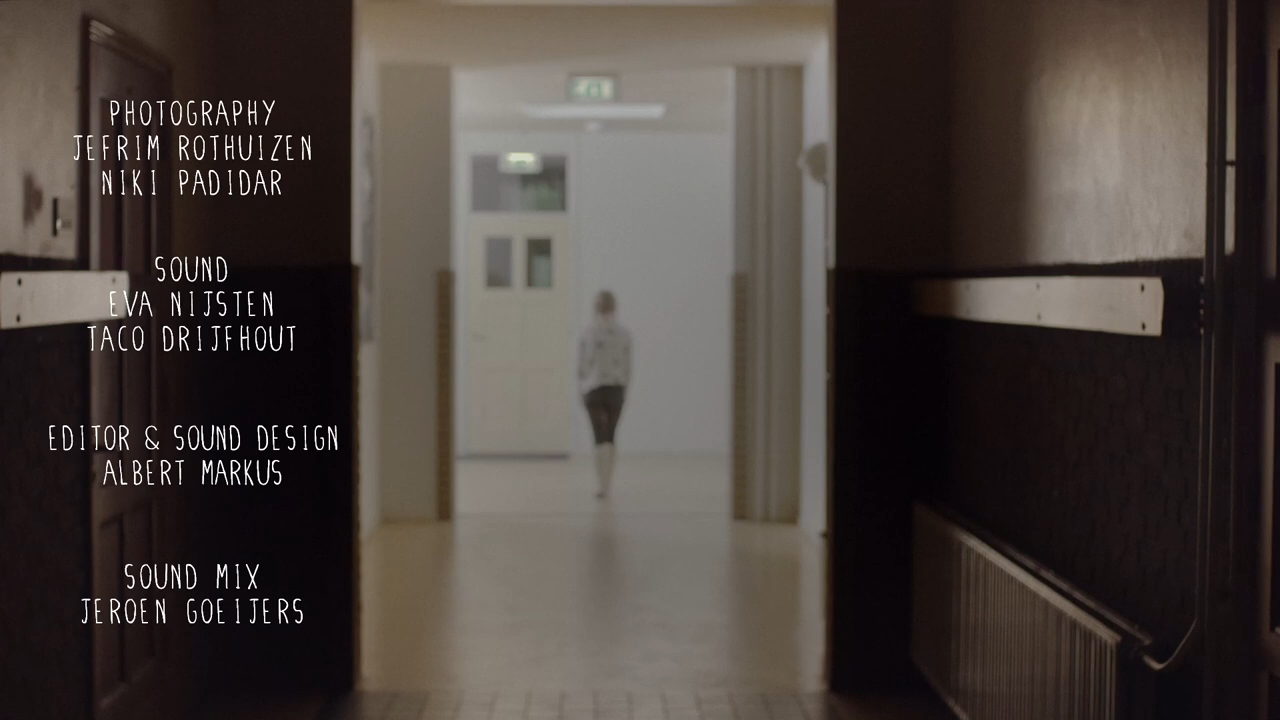 PHOTOGRAPHY
JEFRIM ROTHUIZEN
NIKI PADIDAR
SOUND
EVA NIJSTEN
TACO DRIJFHOUT
EDITOR & SOUND DESIGN
ALBERT MARKUS
SOUND MIX
JEROEN GOEIJERS